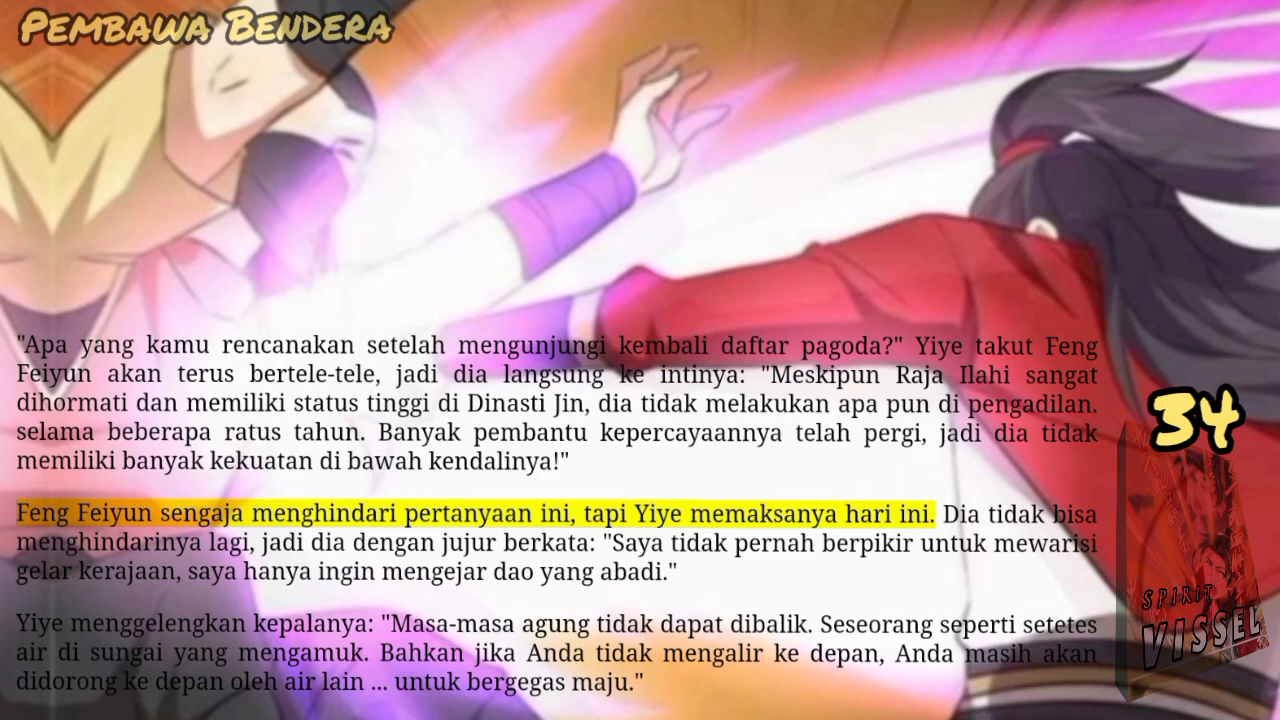 Pembawa Bendera
"Apa yang kamu rencanakan setelah mengunjungi kembali daftar pagoda?" Yiye takut Feng
Feiyun akan terus bertele-tele, jadi dia langsung ke intinya: "Meskipun Raja Ilahi sangat
dihormati dan memiliki status tinggi di Dinasti Jin, dia tidak melakukan apa pun di pengadilan.
selama beberapa ratus tahun. Banyak pembantu kepercayaannya telah pergi, jadi dia tidak
memiliki banyak kekuatan di bawah kendalinya!"
Feng Feiyun sengaja menghindari pertanyaan ini, tapi Yiye memaksanya hari ini. Dia tidak bisa
menghindarinya lagi, jadi dia dengan jujur berkata: "Saya tidak pernah berpikir untuk mewarisi
gelar kerajaan, saya hanya ingin mengejar dao yang abadi."
Yiye menggelengkan kepalanya: "Masa-masa agung tidak dapat dibalik. Seseorang seperti setetes
air di sungai yang mengamuk. Bahkan jika Anda tidak mengalir ke depan, Anda masih akan
didorong ke depan oleh air lain ... untuk bergegas maju."
34
SPIRIT
VISSEL